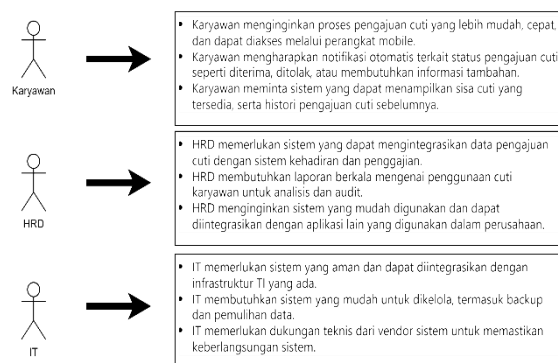 Karyawan menginginkan proses pengajuan cuti yang lebih mudah, cepat,
dan dapat diakses melalui perangkat mobile.
Karyawan mengharapkan notifikasi otomatis terkait status pengajuan cuti
seperti diterima, ditolak, atau membutuhkan informasi tambahan.
Karyawan meminta sistem yang dapat menampilkan sisa cuti yang
tersedia, serta histori pengajuan cuti sebelumnya.
Karyawan
HRD memerlukan sistem yang dapat mengintegrasikan data pengajuan
cuti dengan sistem kehadiran dan penggajian.
HRD membutuhkan laporan berkala mengenai penggunaan cuti
karyawan untuk analisis dan audit.
HRD menginginkan sistem yang mudah digunakan dan dapat
diintegrasikan dengan aplikasi lain yang digunakan dalam perusahaan.
HRD
IT memerlukan sistem yang aman dan dapat diintegrasikan dengan
infrastruktur TI yang ada.
IT membutuhkan sistem yang mudah untuk dikelola, termasuk backup
dan pemulihan data.
IT memerlukan dukungan teknis dari vendor sistem untuk memastikan
keberlangsungan sistem.
IT